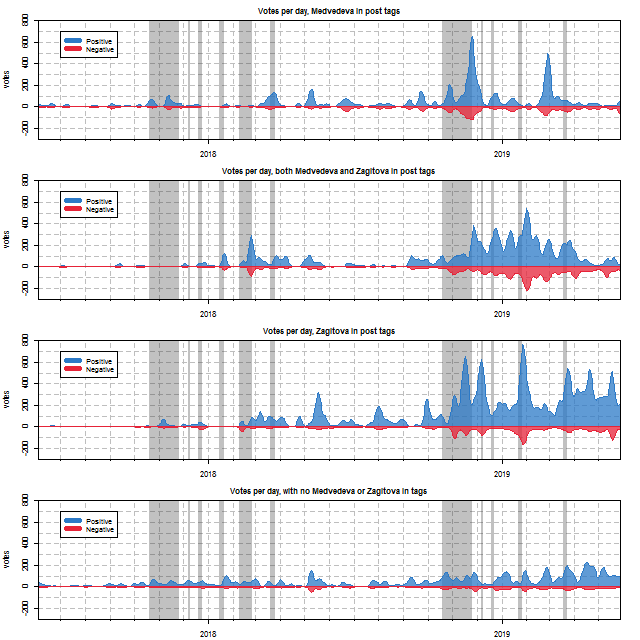 Votes per day, Medvedeva in post tags
votes
800
600
400
200
0
-200
Positive
Negative
2018
2019
Votes per day, both Medvedeva and Zagitova in post tags
votes
800
600
400
200
0
-200
Positive
Negative
2018
2019
Votes per day, Zagitova in post tags
votes
800
600
400
200
0
-200
Positive
Negative
2018
2019
Votes per day, with no Medvedeva or Zagitova in tags
votes
800
600
400
200
0
-200
Positive
Negative
2018
2019